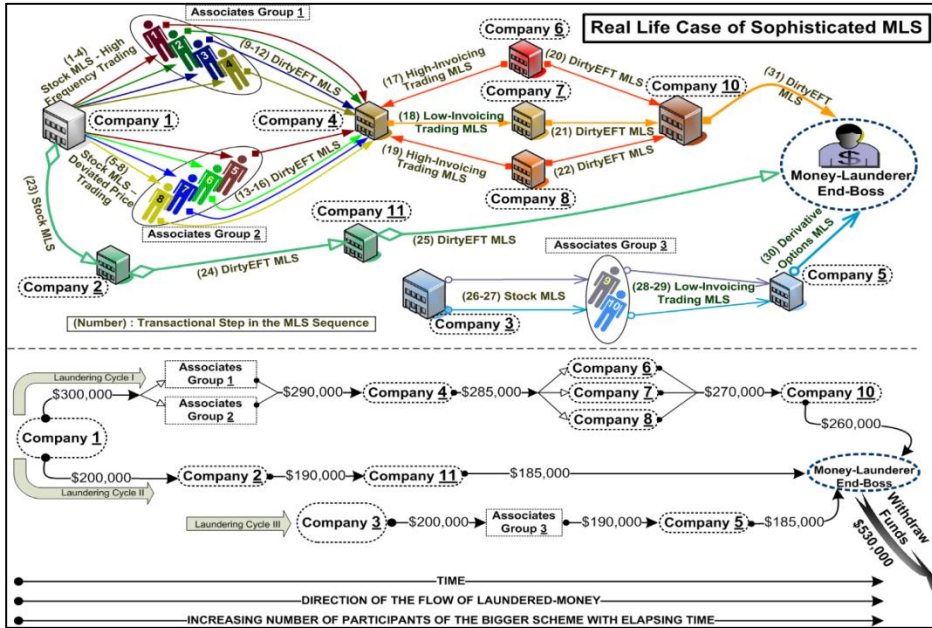 Real Life Case of Sophisticated MLS
Associates Group 1
(1-4)
Stock MLS - High
Frequency Trading
1
2
3
4
(9-12) DirtyEFT MLS
Company 1
Company 4
(5-8)
Stock MLS –
Deviated Price
Trading
5
6
7
8
(13-16) DirtyEFT MLS
Associates Group 2
Company 6
(17) High-Invoicing
Trading MLS
(20) DirtyEFT MLS
Company 7
(18) Low-Invoicing
Trading MLS
(21) DirtyEFT MLS
(19) High-Invoicing
Trading MLS
(22) DirtyEFT MLS
Company 8
Company 10
(31) DirtyEFT
MLS
$
Money-Launderer
End-Boss
(23) Stock MLS
Company 2
(24) DirtyEFT MLS
Company 11
(25) DirtyEFT MLS
Associates Group 3
9
10
(26-27) Stock MLS
Company 3
(28-29) Low-Invoicing
Trading MLS
(30) Derivative
Options MLS
Company 5
(Number) : Transactional Step in the MLS Sequence
Laundering Cycle I
$300,000
Associates
Group 1
Associates
Group 2
$290,000
Company 4
$285,000
Company 6
Company 7
Company 8
$270,000
Company 10
$260,000
Company 1
$200,000
Company 2
$190,000
Company 11
$185,000
Money-Launderer
End-Boss
Laundering Cycle II
Laundering Cycle III
Company 3
$200,000
Associates
Group 3
$190,000
Company 5
$185,000
Withdraw
Funds
$530,000
TIME
DIRECTION OF THE FLOW OF LAUNDERED-MONEY
INCREASING NUMBER OF PARTICIPANTS OF THE BIGGER SCHEME WITH ELAPSING TIME